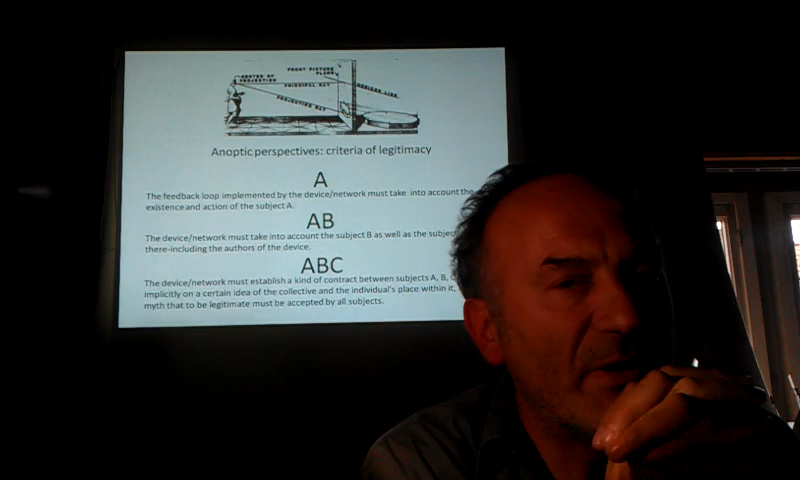 CENTER OF
PROJECTION
FRONT PICTURE
PLANE
PRINCIPAL RAY
HORIZON LINE
PROJECTING RAY
Anoptic perspectives: criteria of legitimacy
A
The feedback loop implemented by the device/network must take into account the
existence and action of the subject A.
AB
The device/network must take into account the subject B as well as the subject
there-including the authors of the device.
ABC
The device/network must establish a kind of contract between subjects A, B,
implicitly on a certain idea of the collective and the individual's place within it,
myth that to be legitimate must be accepted by all subjects.